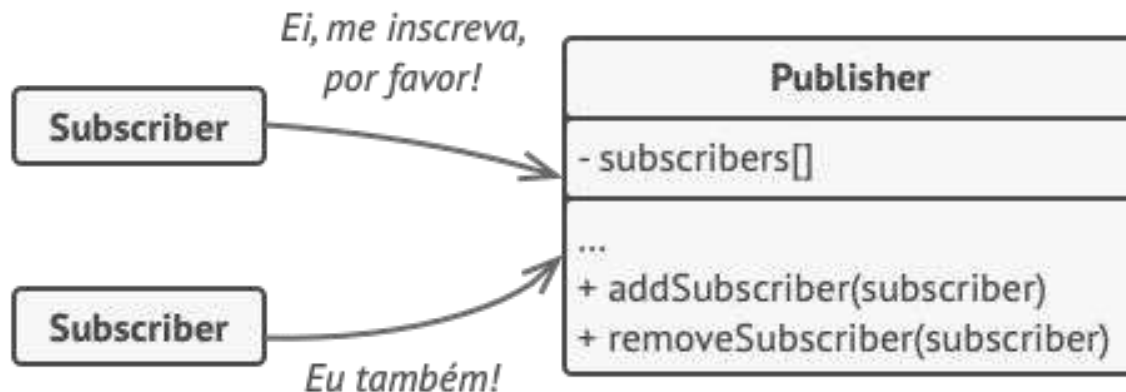 Ei, me inscreva,
por favor!
Subscriber
Publisher
- subscribers[]
...
+ addSubscriber(subscriber)
+ removeSubscriber(subscriber)
Subscriber
Eu também!